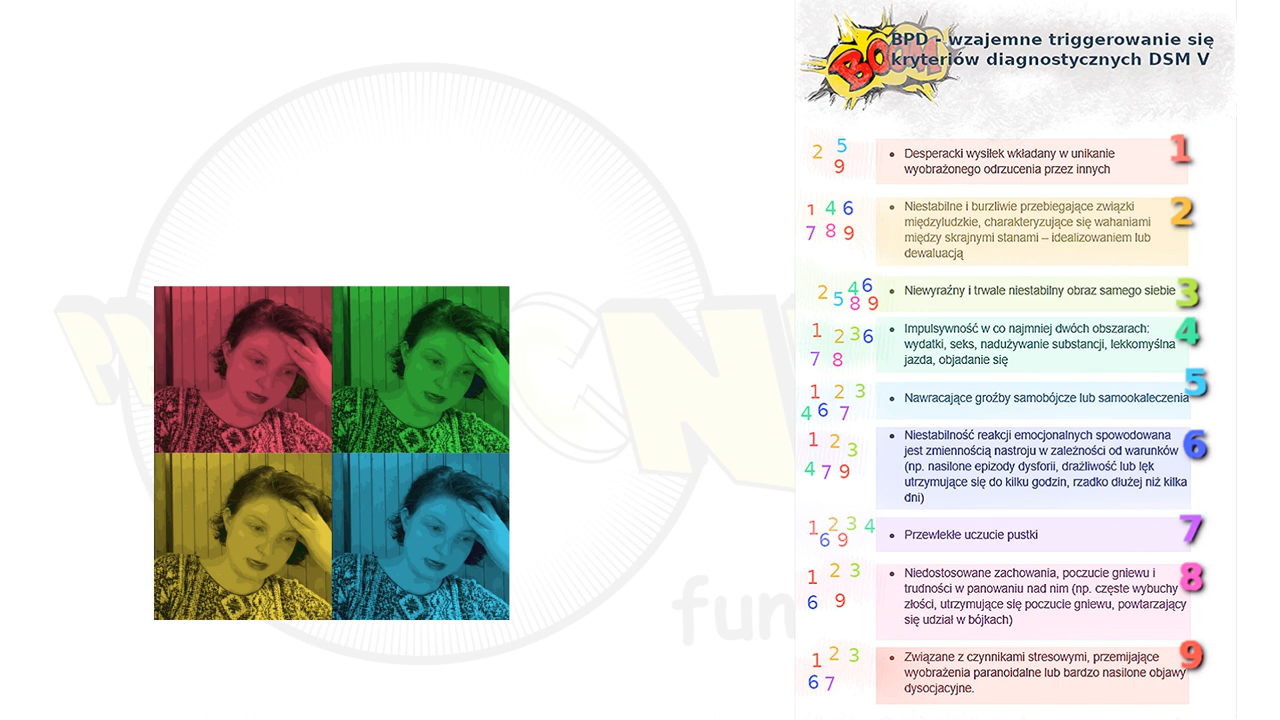 BOOM
BPD - wzajemne triggerowanie się
kryteriów diagnostycznych DSM V
2 5
9
Desperacki wysiłek wkładany w unikanie
wyobrażonego odrzucenia przez innych
1
1 4 6
7 8 9
Niestabilne i burzliwie przebiegające związki
międzyludzkie, charakteryzujące się wahaniami
między skrajnymi stanami – idealizowaniem lub
dewaluacją
2
2 5 4 6
8 9
Niewyraźny i trwale niestabilny obraz samego siebie
3
1 2 3 6
7 8
Impulsywność w co najmniej dwóch obszarach:
wydatki, seks, nadużywanie substancji, lekkomyślna
jazda, objadanie się
4
1 2 3
4 6 7
Nawracające groźby samobójcze lub samookaleczenia
5
1 2 3
4 7 9
Niestabilność reakcji emocjonalnych spowodowana
jest zmiennością nastroju w zależności od warunków
(np. nasilone epizody dysforii, drażliwość lub lęk
utrzymujące się do kilku godzin, rzadko dłużej niż kilka
dni)
6
1 2 3 4
6 9
Przewlekłe uczucie pustki
7
1 2 3
6 9
Niedostosowane zachowania, poczucie gniewu i
trudności w panowaniu nad nim (np. częste wybuchy
złości, utrzymujące się poczucie gniewu, powtarzający
się udział w bójkach)
8
1 2 3
6 7
Związane z czynnikami stresowymi, przemijające
wyobrażenia paranoidalne lub bardzo nasilone objawy
dysocjacyjne.
9
fun